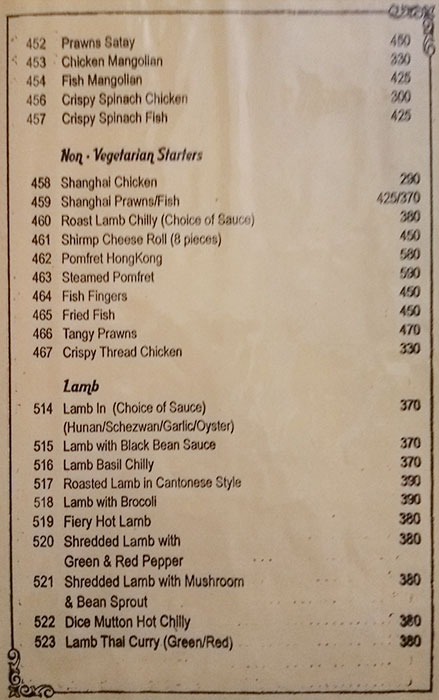 452 Prawns Satay 450
453 Chicken Mangolian 330
454 Fish Mangolian 425
456 Crispy Spinach Chicken 300
457 Crispy Spinach Fish 425
Non - Vegetarian Starters
458 Shanghai Chicken 290
459 Shanghai Prawns/Fish 425/370
460 Roast Lamb Chilly (Choice of Sauce) 380
461 Shirmp Cheese Roll (8 pieces) 450
462 Pomfret HongKong 580
463 Steamed Pomfret 590
464 Fish Fingers 450
465 Fried Fish 450
466 Tangy Prawns 470
467 Crispy Thread Chicken 330
Lamb
514 Lamb In (Choice of Sauce) 370
(Hunan/Schezwan/Garlic/Oyster)
515 Lamb with Black Bean Sauce 370
516 Lamb Basil Chilly 370
517 Roasted Lamb in Cantonese Style 390
518 Lamb with Brocoli 390
519 Fiery Hot Lamb 380
520 Shredded Lamb with 380
Green & Red Pepper
521 Shredded Lamb with Mushroom 380
& Bean Sprout
522 Dice Mutton Hot Chilly 380
523 Lamb Thai Curry (Green/Red) 380